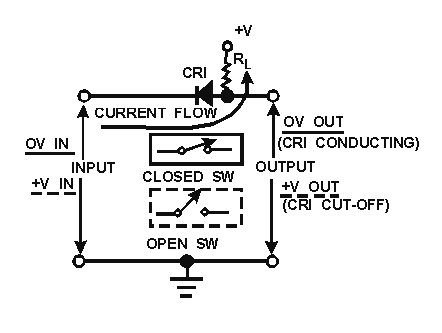 +V
RL
CRI
CURRENT FLOW
OV IN
INPUT
+V IN
CLOSED SW
OPEN SW
OV OUT
(CRI CONDUCTING)
OUTPUT
+V OUT
(CRI CUT-OFF)